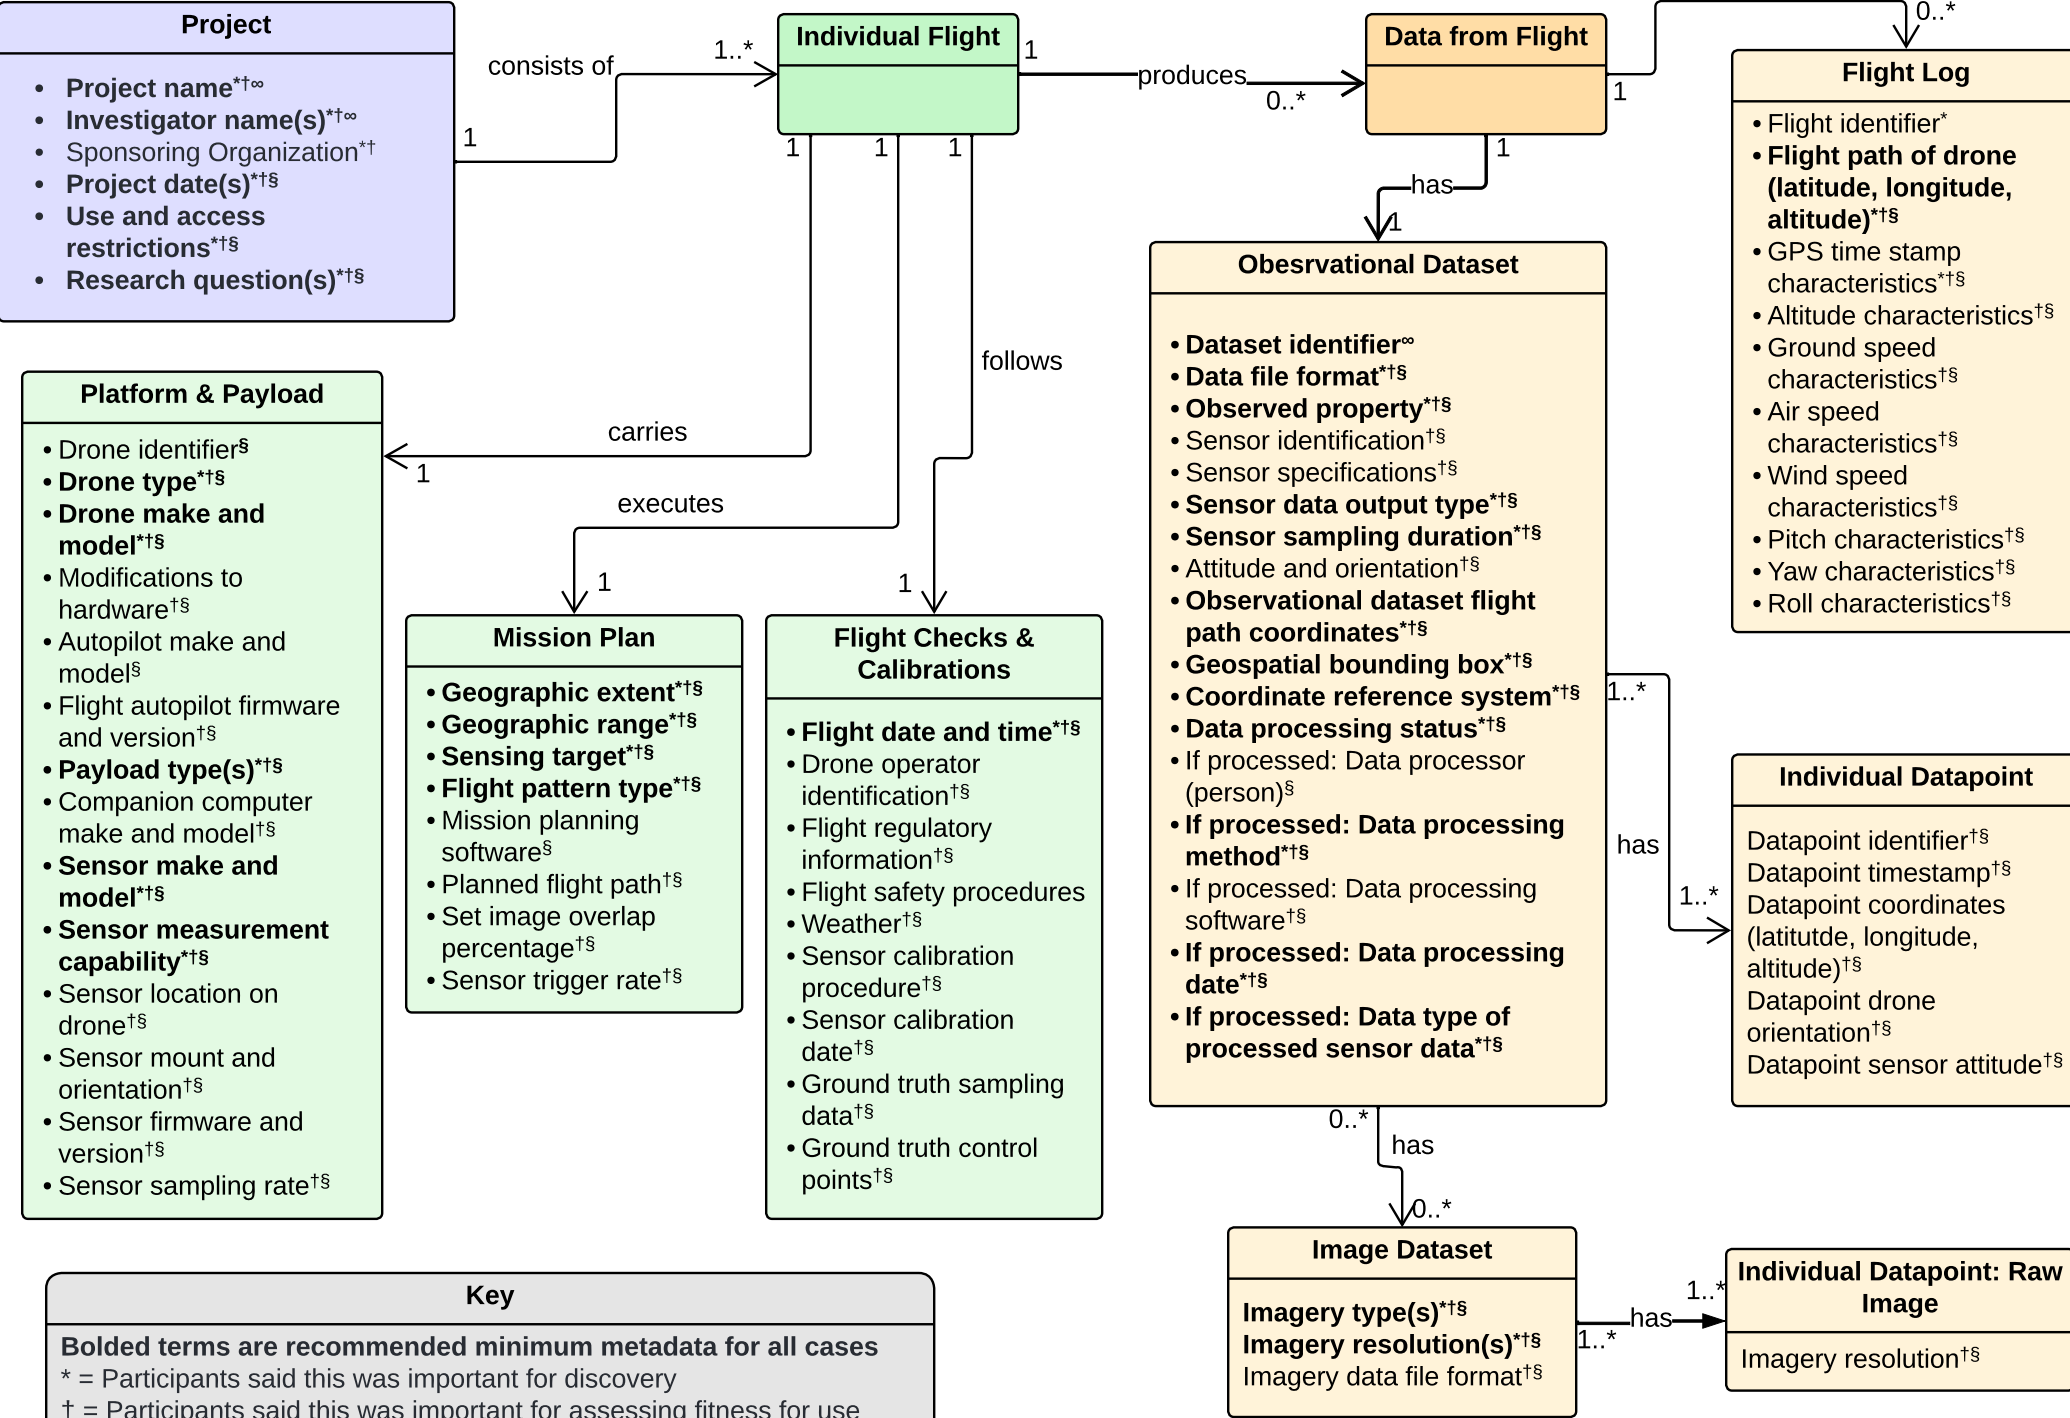 Project
• Project name*†∞
• Investigator name(s)*†∞
• Sponsoring Organization*†
• Project date(s)*†§
• Use and access
restrictions*†§
• Research question(s)*†§
consists of
1
1..*
Individual Flight
1
1
1
1
produces
0..*
Data from Flight
1
1
0..*
has
1
follows
carries
1
executes
1
1
Platform & Payload
• Drone identifier§
• Drone type*†§
• Drone make and
model*†§
• Modifications to
hardware†§
• Autopilot make and
model§
• Flight autopilot firmware
and version†§
• Payload type(s)*†§
• Companion computer
make and model†§
• Sensor make and
model*†§
• Sensor measurement
capability*†§
• Sensor location on
drone†§
• Sensor mount and
orientation†§
• Sensor firmware and
version†§
• Sensor sampling rate†§
Mission Plan
• Geographic extent*†§
• Geographic range*†§
• Sensing target*†§
• Flight pattern type*†§
• Mission planning
software§
• Planned flight path†§
• Set image overlap
percentage†§
• Sensor trigger rate†§
Flight Checks &
Calibrations
• Flight date and time*†§
• Drone operator
identification†§
• Flight regulatory
information†§
• Flight safety procedures
• Weather†§
• Sensor calibration
procedure†§
• Sensor calibration
date†§
• Ground truth sampling
data†§
• Ground truth control
points†§
Obesrvational Dataset
• Dataset identifier∞
• Data file format*†§
• Observed property*†§
• Sensor identification†§
• Sensor specifications†§
• Sensor data output type*†§
• Sensor sampling duration*†§
• Attitude and orientation†§
• Observational dataset flight
path coordinates*†§
• Geospatial bounding box*†§
• Coordinate reference system*†§
• Data processing status*†§
• If processed: Data processor
(person)§
• If processed: Data processing
method*†§
• If processed: Data processing
software†§
• If processed: Data processing
date*†§
• If processed: Data type of
processed sensor data*†§
Flight Log
• Flight identifier*
• Flight path of drone
(latitude, longitude,
altitude)*†§
• GPS time stamp
characteristics*†§
• Altitude characteristics†§
• Ground speed
characteristics†§
• Air speed
characteristics†§
• Wind speed
characteristics†§
• Pitch characteristics†§
• Yaw characteristics†§
• Roll characteristics†§
1..*
has
1..*
Individual Datapoint
Datapoint identifier†§
Datapoint timestamp†§
Datapoint coordinates
(latitutde, longitude,
altitude)†§
Datapoint drone
orientation†§
Datapoint sensor attitude†§
0..*
has
0..*
Image Dataset
Imagery type(s)*†§
Imagery resolution(s)*†§
Imagery data file format†§
1..*
has
1..*
Individual Datapoint: Raw
Image
Imagery resolution†§
Key
Bolded terms are recommended minimum metadata for all cases
* = Participants said this was important for discovery
† = Participants said this was important for assessing fitness for use